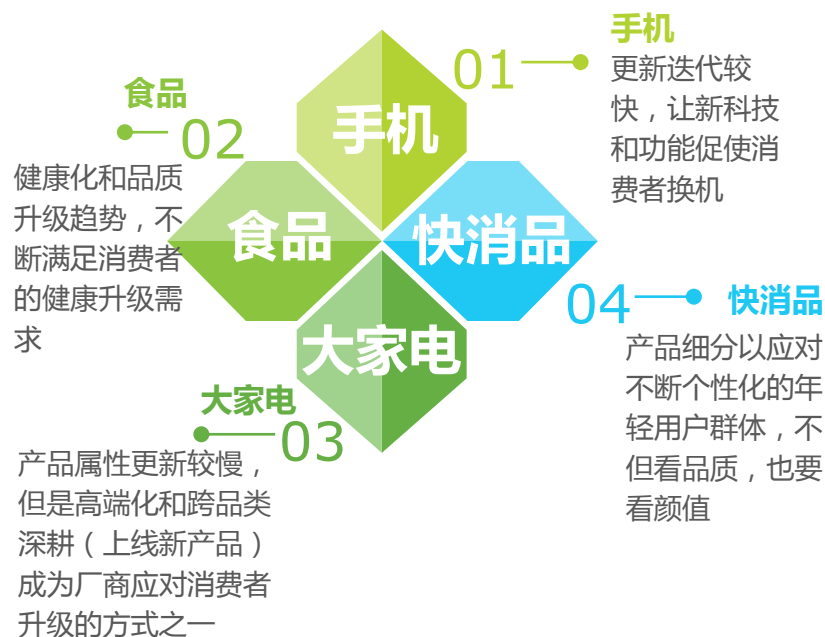 手机
01
更新迭代较
快，让新科技
和功能促使消
费者换机
食品
02
健康化和品质
升级趋势，不
断满足消费者
的健康升级需
求
手机
食品
快消品
大家电
大家电
03
产品属性更新较慢，
但是高端化和跨品类
深耕（上线新产品）
成为厂商应对消费者
升级的方式之一
04
快消品
产品细分以应对
不断个性化的年
轻用户群体，不
但看品质，也要
看颜值